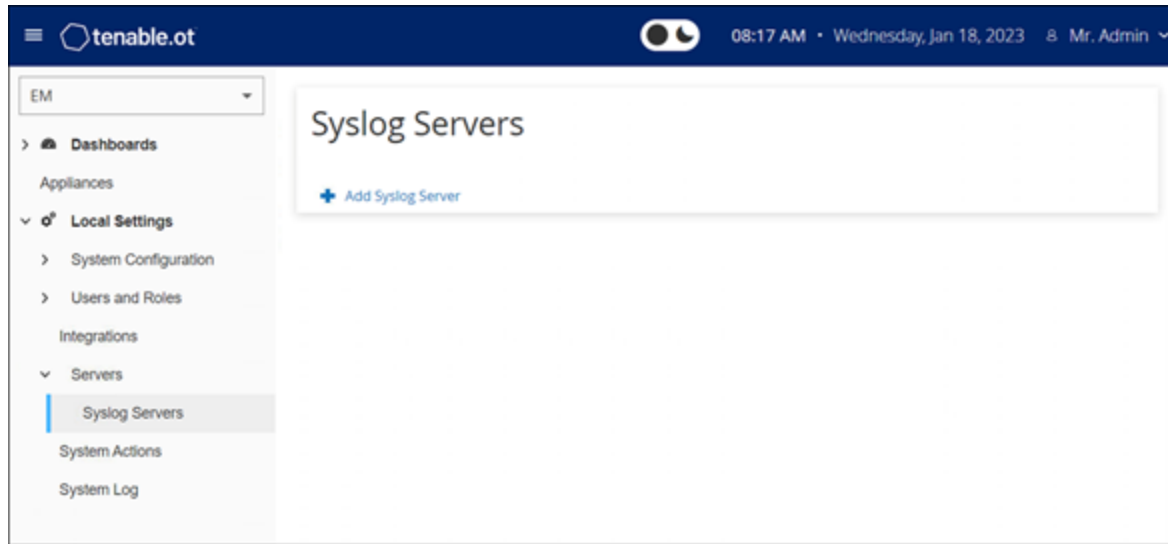 tenable.ot
08:17 AM • Wednesday, Jan 18, 2023 Mr. Admin
EM
Dashboards
Appliances
Local Settings
System Configuration
Users and Roles
Integrations
Servers
Syslog Servers
System Actions
System Log
Syslog Servers
Add Syslog Server